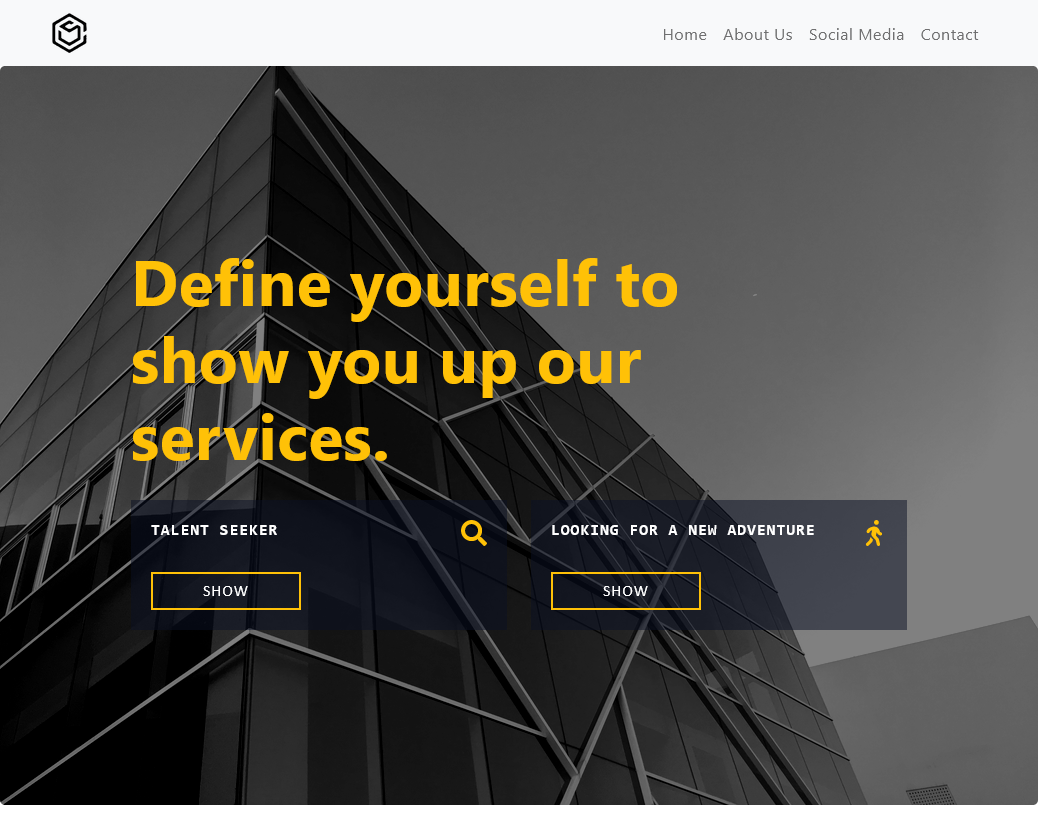 Home About Us Social Media Contact
Define yourself to
show you up our
services.
TALENT SEEKER
SHOW
LOOKING FOR A NEW ADVENTURE
SHOW